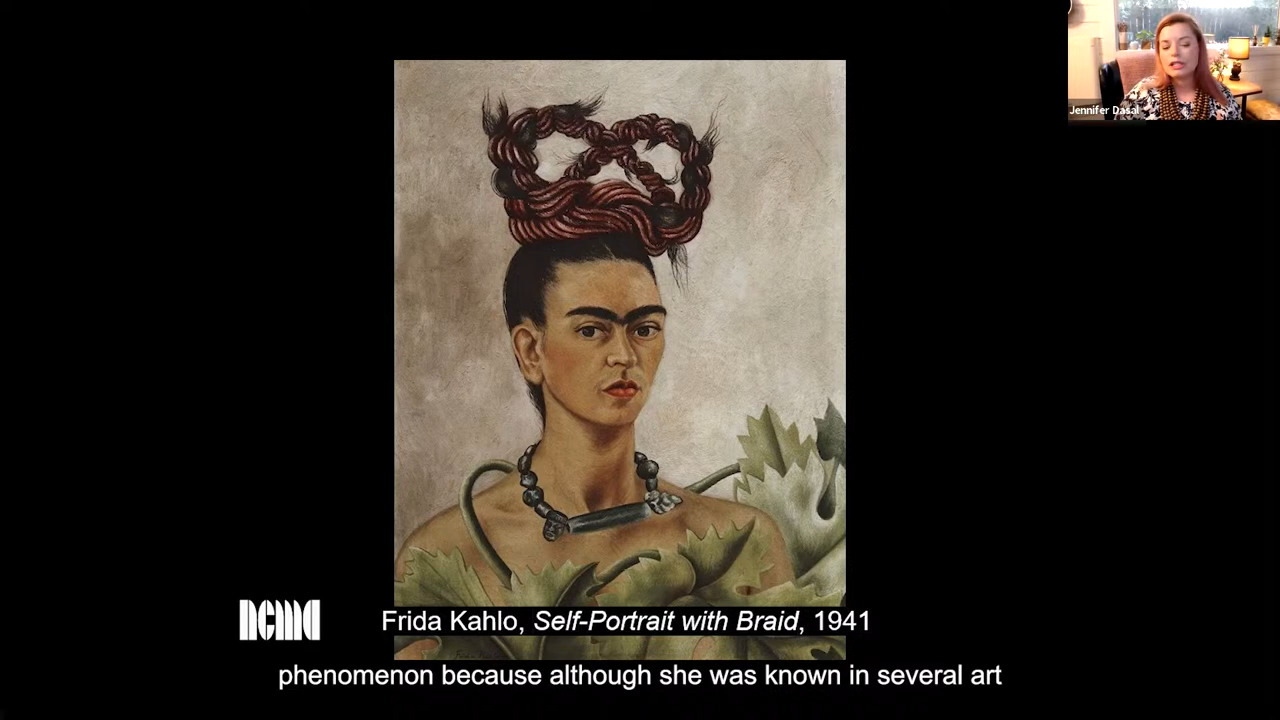 Jennifer Dasal
ncma
Frida Kahlo, Self-Portrait with Braid, 1941
phenomenon because although she was known in several art